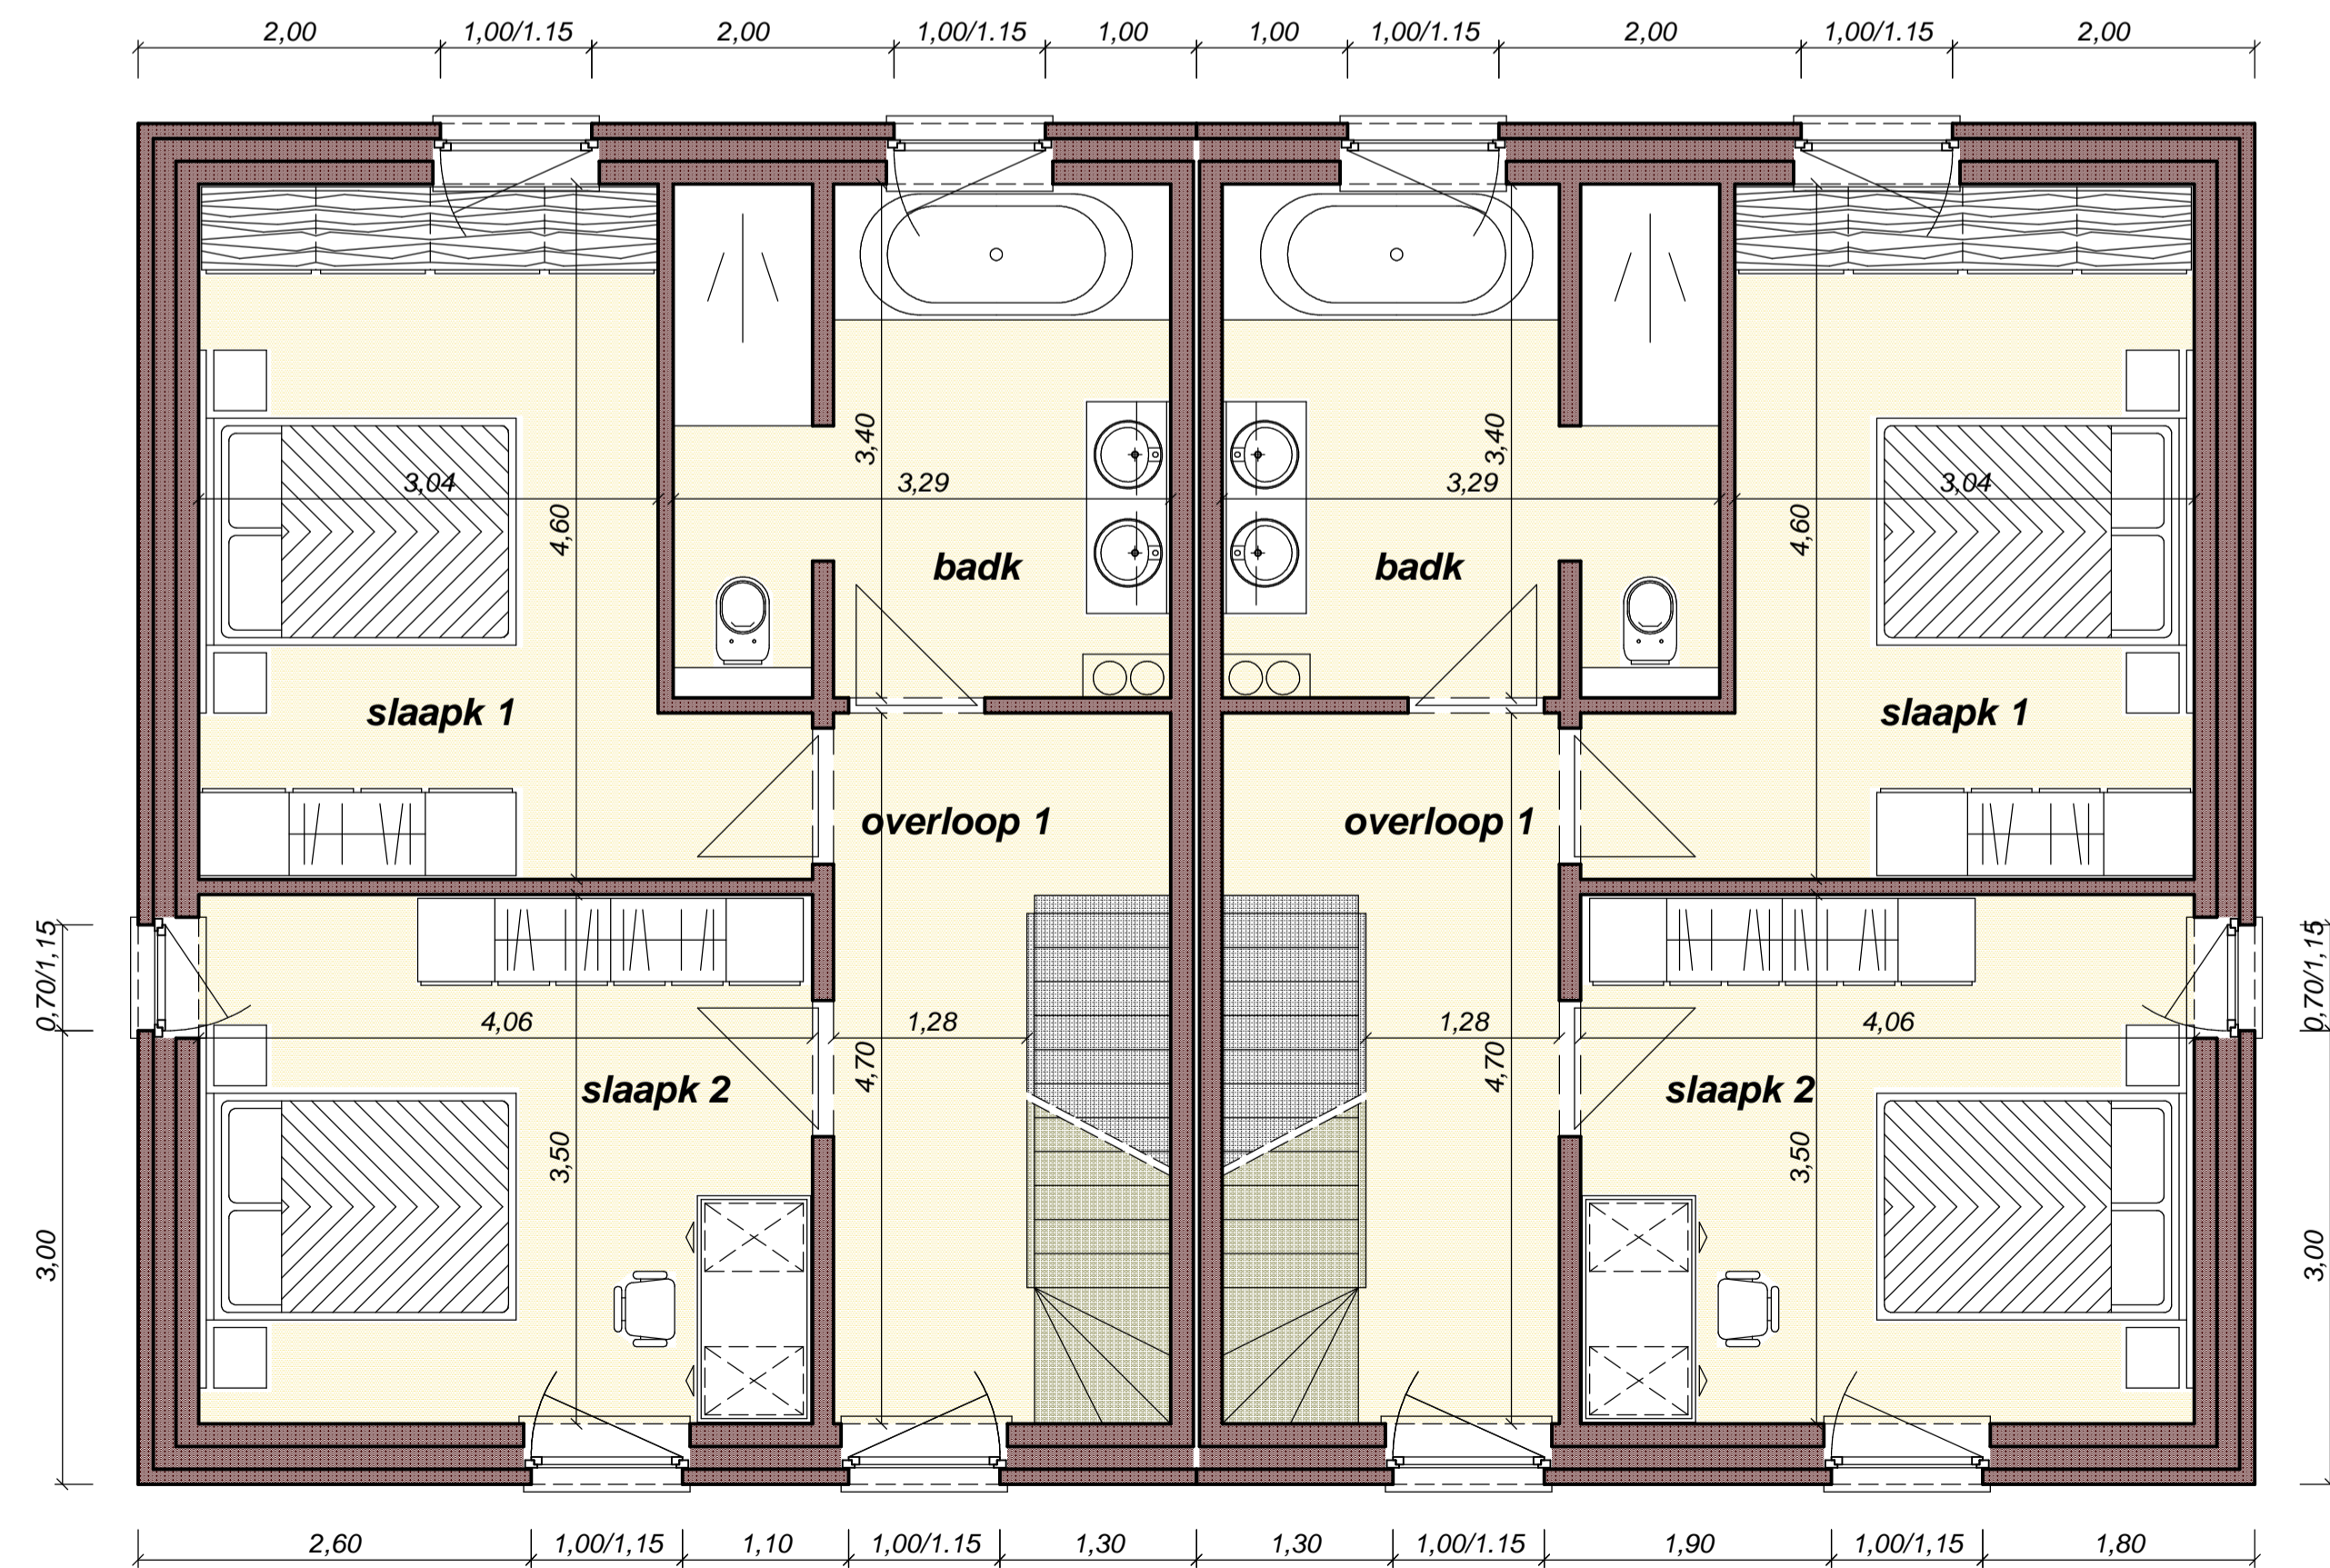 2,00 1,00/1.15 2,00 1,00/1.15 1,00 1,00 1,00/1.15 2,00 1,00/1.15 2,00
3,40 3,40
3,04 3,29 3,29 3,04
4,60 4,60
badk badk
slaapk 1 slaapk 1
overloop 1 overloop 1
0,70/1,15 0,70/1,15
4,06 1,28 1,28 4,06
4,70 4,70
slaapk 2 slaapk 2
3,50 3,50
3,00 3,00
2,60 1,00/1,15 1,10 1,00/1.15 1,30 1,30 1,00/1.15 1,90 1,00/1,15 1,80